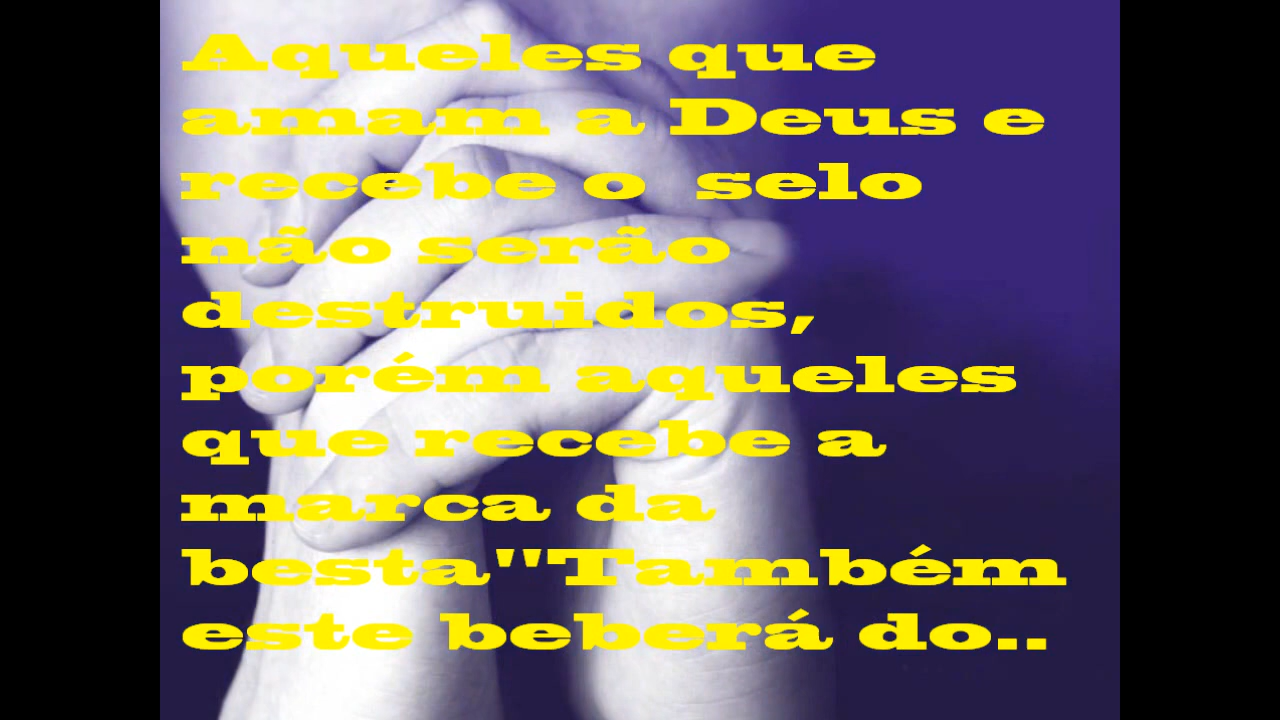 Aqueles que
amam a Deus e
recebe o  selo
não serão
destruidos,
porém aqueles
que recebe a
marca da
besta"Também
este beberá do..